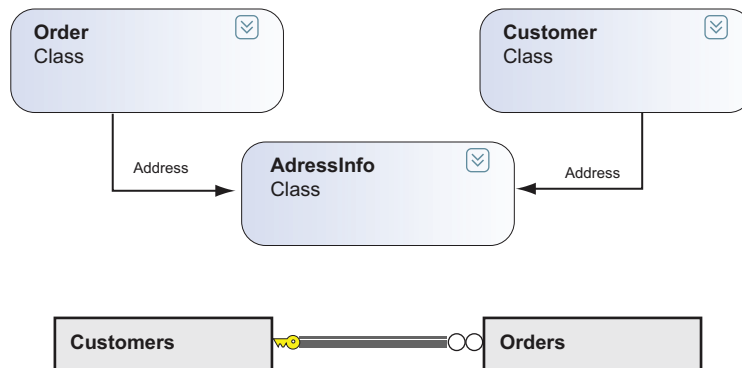 Order
Class
Customer
Class
Address
AdressInfo
Class
Address
Customers
Orders